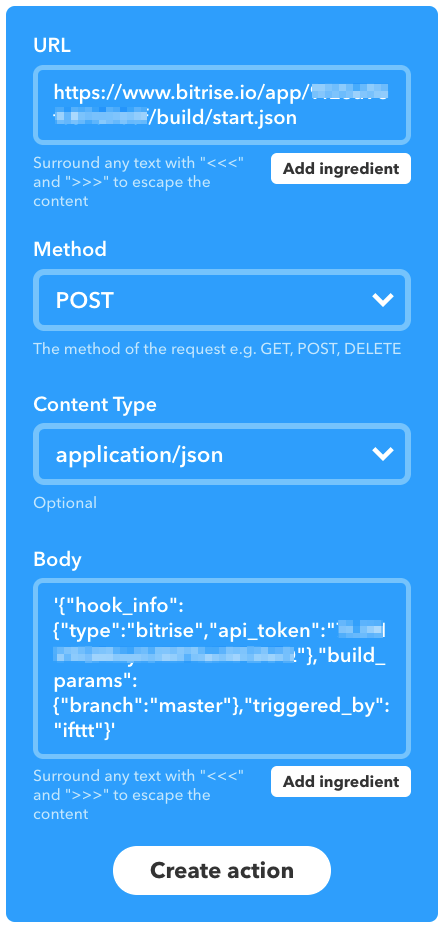 URL
https://www.bitrise.io/app/
/build/start.json
Surround any text with "<<<"
and ">>>" to escape the
content
Add ingredient
Method
POST
The method of the request e.g. GET, POST, DELETE
Content Type
application/json
Optional
Body
'{"hook_info":
{"type":"bitrise","api_token":"
"},"build_
params":
{"branch":"master"},"triggered_by":
"ifttt"}'
Surround any text with "<<<"
and ">>>" to escape the
content
Add ingredient
Create action